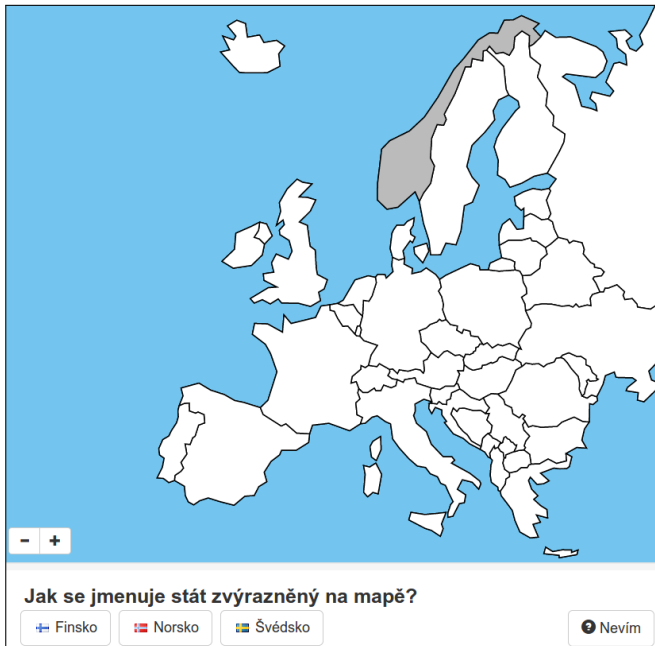 - +
Jak se jmenuje stát zvýrazněný na mapě?
Finsko Norsko Švédsko ? Nevím